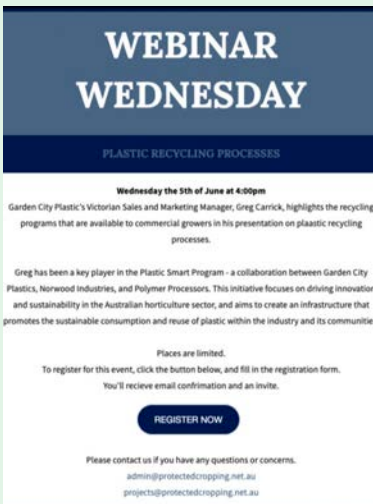 WEBINAR
WEDNESDAY
PLASTIC RECYCLING PROCESSES
Wednesday the 5th of June at 4:00pm
Garden City Plastic's Victorian Sales and Marketing Manager, Greg Carrick, highlights the recycling
programs that are available to commercial growers in his presentation on plaastic recycling
processes.
Greg has been a key player in the Plastic Smart Program - a collaboration between Garden City
Plastics, Norwood Industries, and Polymer Processors. This initiative focuses on driving innovation
and sustainability in the Australian horticulture sector, and aims to create an infrastructure that
promotes the sustainable consumption and reuse of plastic within the industry and its communitie
Places are limited.
To register for this event, click the button below, and fill in the registration form.
You'll recieve email confrimation and an invite.
REGISTER NOW
Please contact us if you have any questions or concerns.
admin@protectedcropping.net.au
projects@protectedcropping.net.au